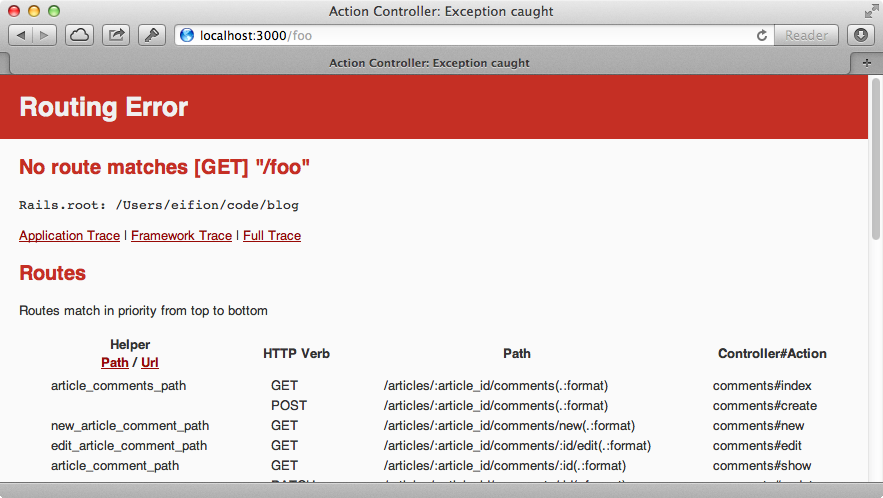 Action Controller: Exception caught
localhost:3000/foo
Reader
Action Controller: Exception caught
Routing Error
No route matches [GET] "/foo"
Rails.root: /Users/eifion/code/blog
Application Trace | Framework Trace | Full Trace
Routes
Routes match in priority from top to bottom
Helper
Path / Url HTTP Verb Path Controller#Action
article_comments_path GET /articles/:article_id/comments(.:format) comments#index
POST /articles/:article_id/comments(.:format) comments#create
new_article_comment_path GET /articles/:article_id/comments/new(.:format) comments#new
edit_article_comment_path GET /articles/:article_id/comments/:id/edit(.:format) comments#edit
article_comment_path GET /articles/:article_id/comments/:id(.:format) comments#show